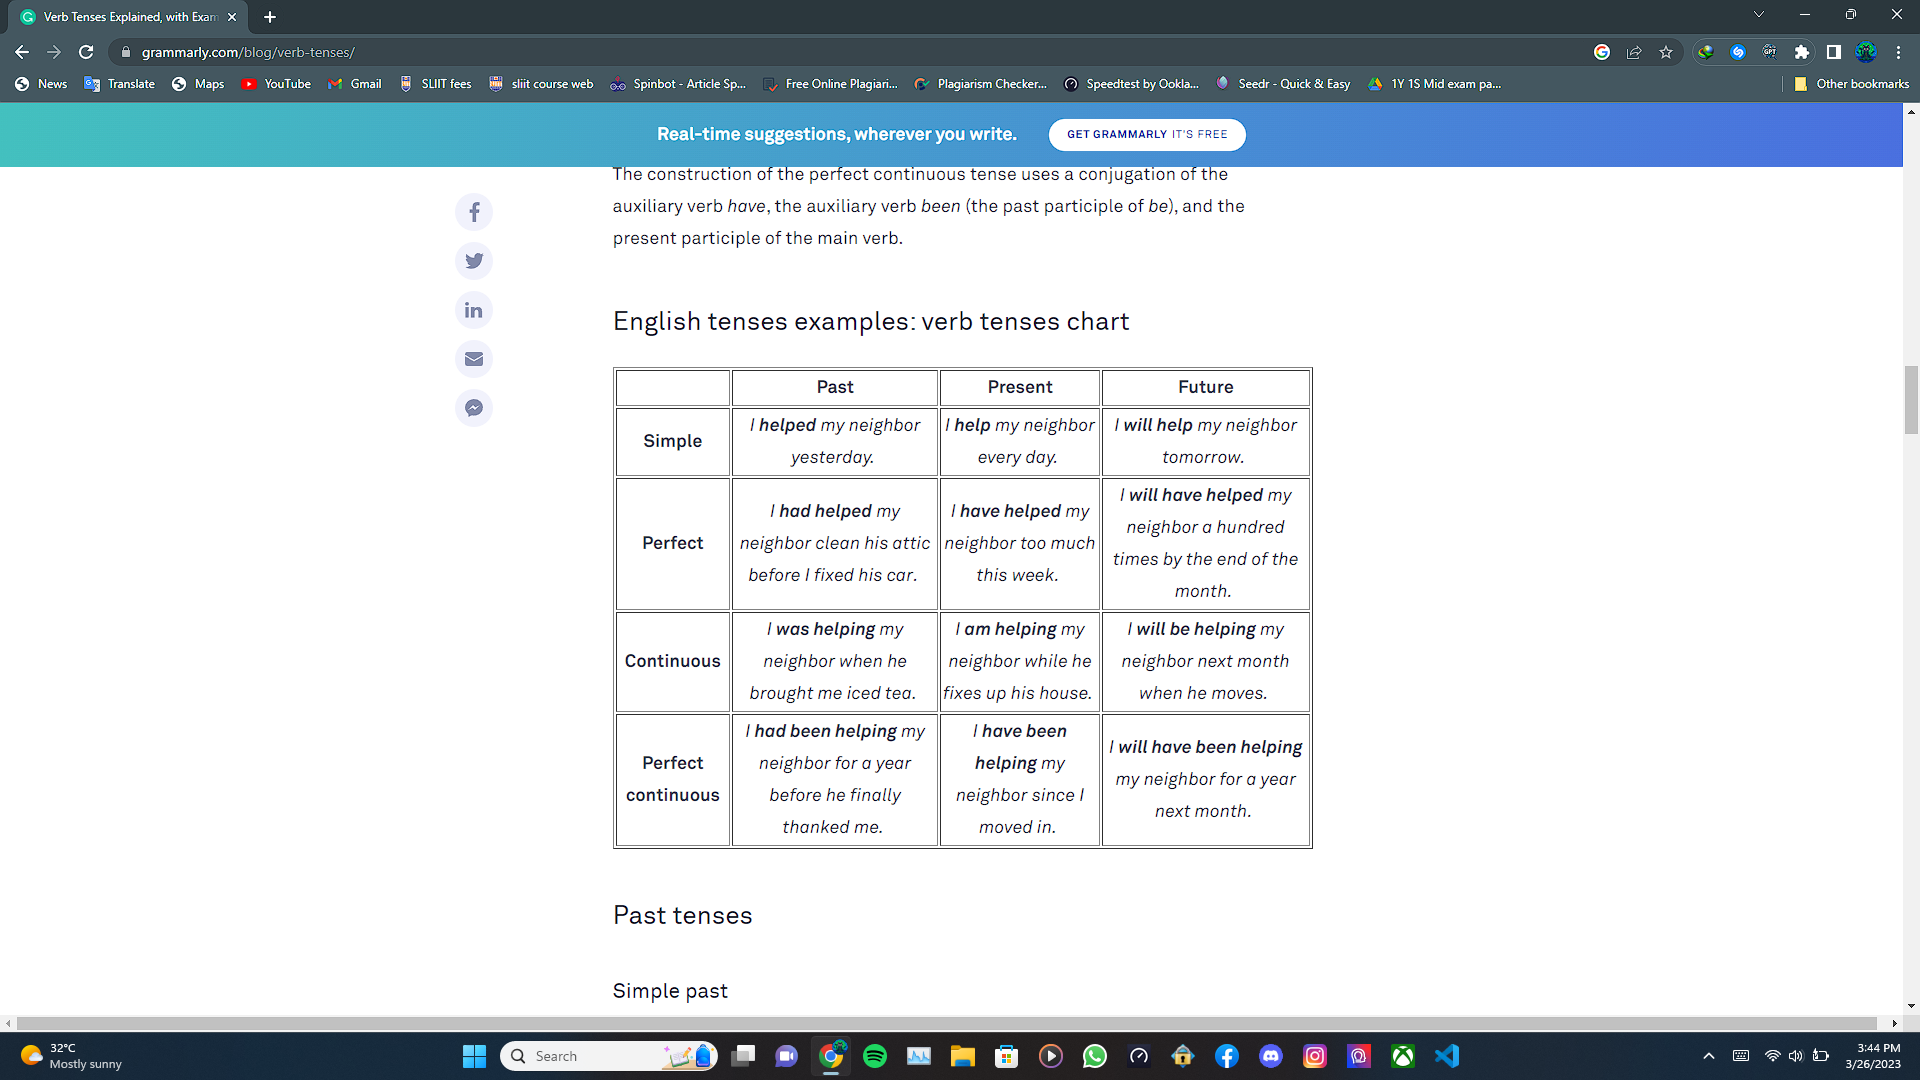 Verb Tenses Explained, with Exam
grammarly.com/blog/verb-tenses/
News Translate Maps YouTube Gmail SLIIT fees sliit course web Spinbot - Article Sp... Free Online Plagiari... Plagiarism Checker... Speedtest by Ookla... Seedr - Quick & Easy 1Y 1S Mid exam pa... Other bookmarks
Real-time suggestions, wherever you write. GET GRAMMARLY IT'S FREE
The construction of the perfect continuous tense uses a conjugation of the
auxiliary verb have, the auxiliary verb been (the past participle of be), and the
present participle of the main verb.
English tenses examples: verb tenses chart
Past Present Future
Simple
I helped my neighbor
yesterday.
I help my neighbor
every day.
I will help my neighbor
tomorrow.
Perfect
I had helped my
neighbor clean his attic
before I fixed his car.
I have helped my
neighbor too much
this week.
I will have helped my
neighbor a hundred
times by the end of the
month.
Continuous
I was helping my
neighbor when he
brought me iced tea.
I am helping my
neighbor while he
fixes up his house.
I will be helping my
neighbor next month
when he moves.
Perfect
continuous
I had been helping my
neighbor for a year
before he finally
thanked me.
I have been
helping my
neighbor since I
moved in.
I will have been helping
my neighbor for a year
next month.
Past tenses
Simple past
32°C
Mostly sunny
Search
3:44 PM
3/26/2023